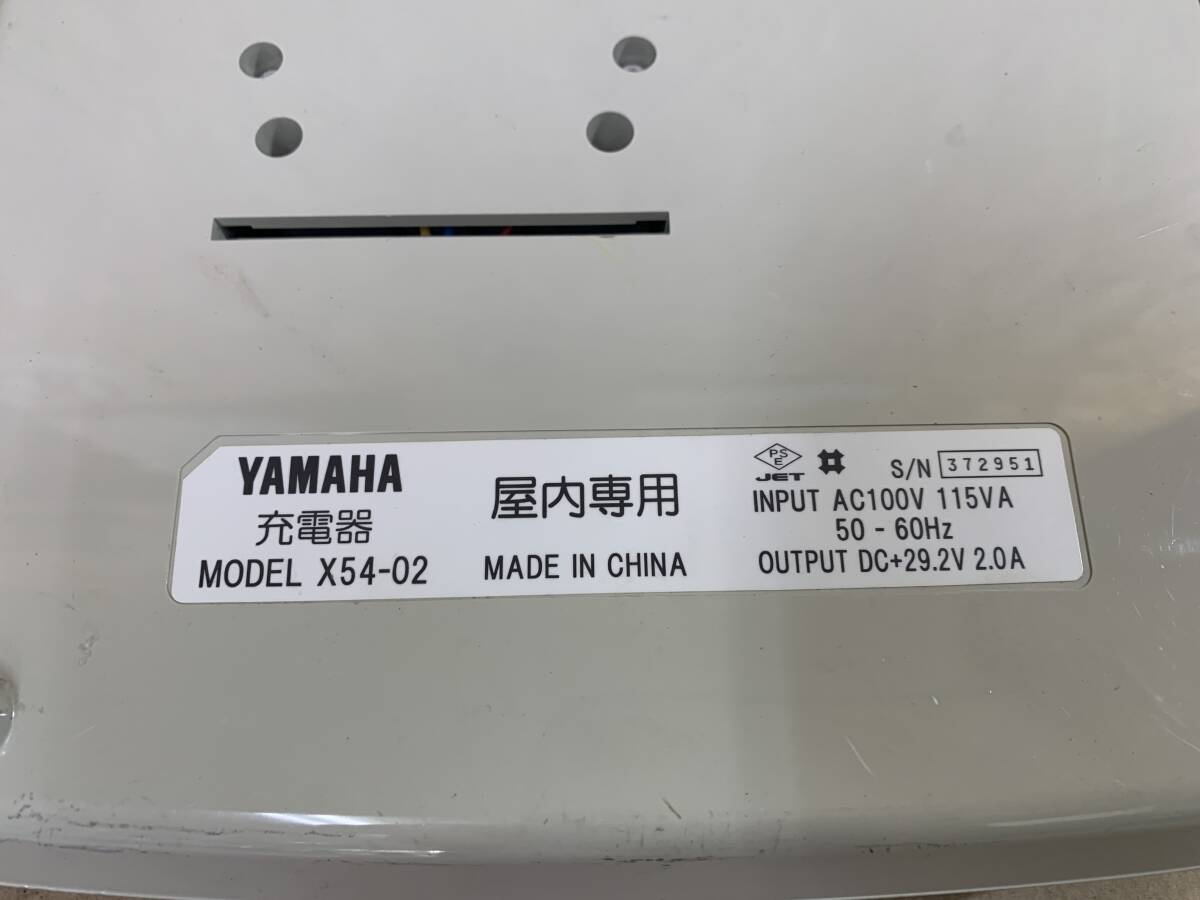 YAMAHA
充電器
MODEL X54-02
屋内専用
MADE IN CHINA
PS
E
JET
S/N 372951
INPUT AC100V 115VA
50 - 60Hz
OUTPUT DC+29.2V 2.0A